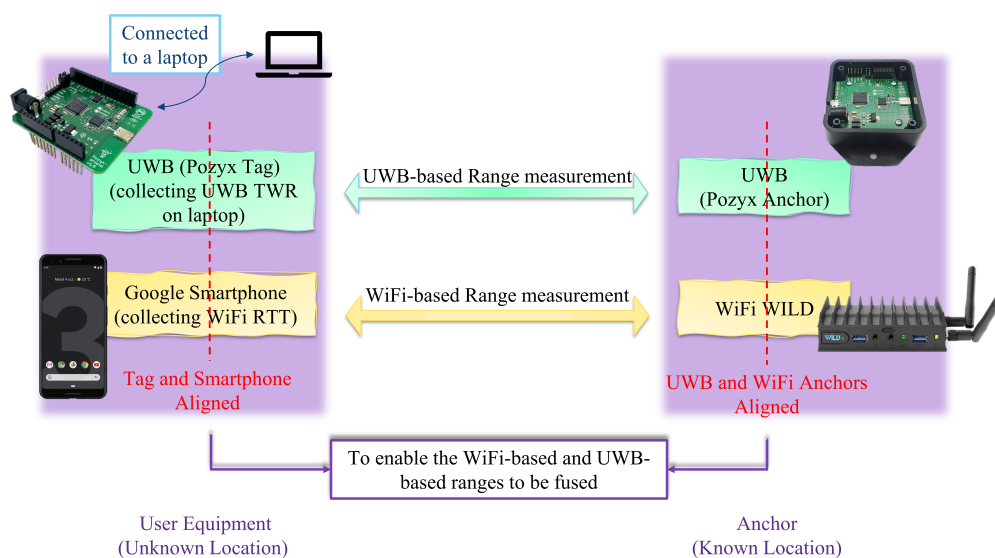 Connected
to a laptop
UWB (Pozyx Tag)
(collecting UWB TWR
on laptop)
UWB-based Range measurement
UWB
(Pozyx Anchor)
Google Smartphone
(collecting WiFi RTT)
WiFi-based Range measurement
WiFi WILD
WILD
3
Tag and Smartphone
Aligned
UWB and WiFi Anchors
Aligned
To enable the WiFi-based and UWB-
based ranges to be fused
User Equipment
(Unknown Location)
Anchor
(Known Location)